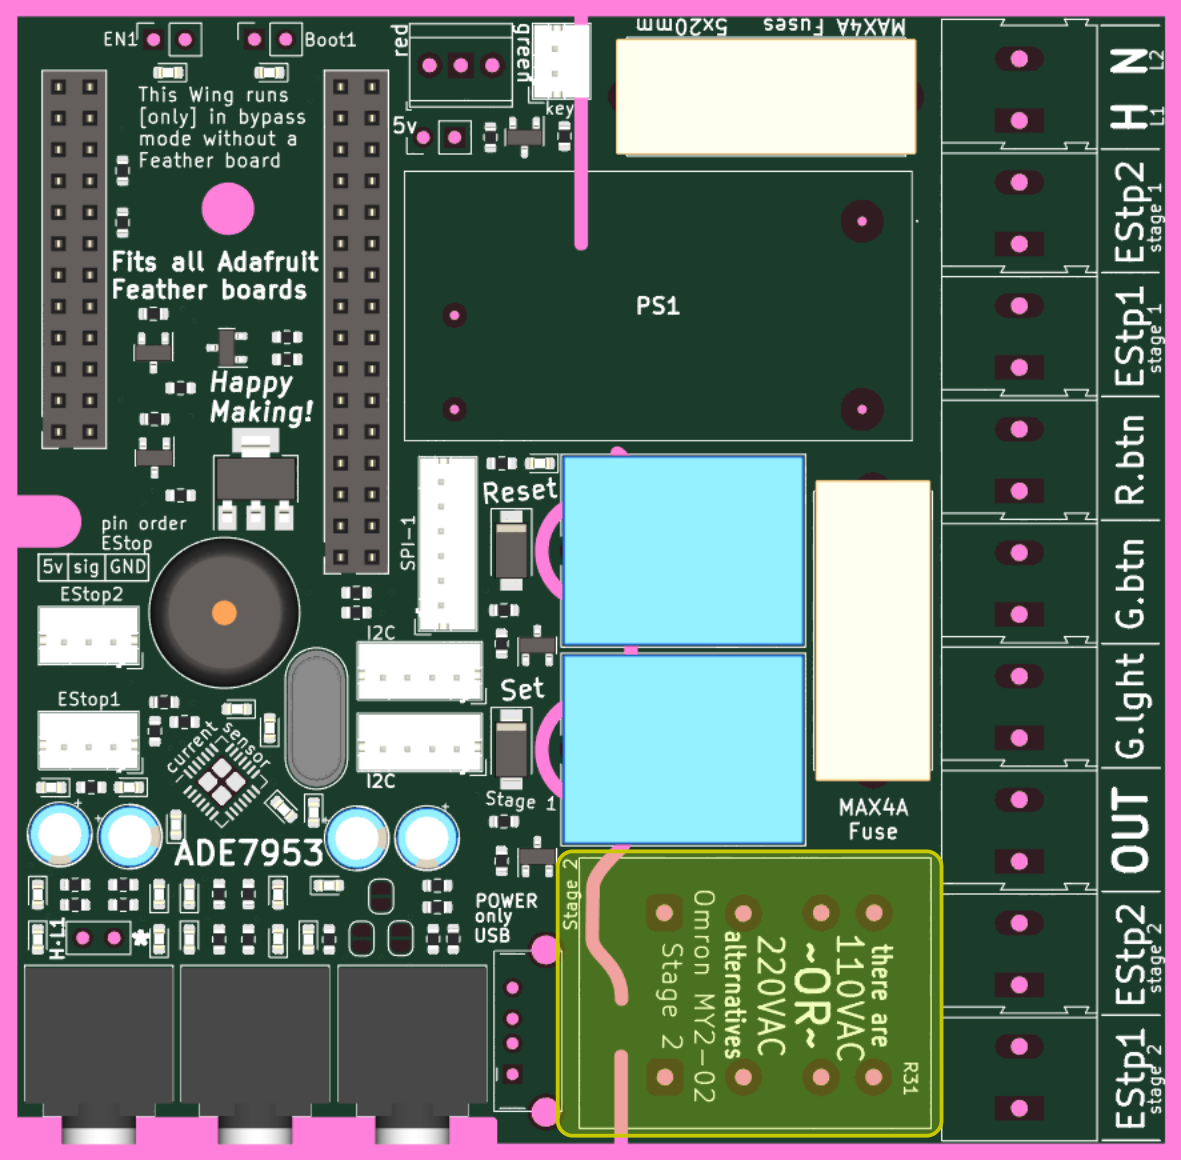 EN1
Boot1
red
green
key
5v
MAX4A Fuses 5x20mm
This Wing runs
[only] in bypass
mode without a
Feather board
Fits all Adafruit
Feather boards
Happy
Making!
PS1
N
L2
H
L1
EStp2
stage 1
EStp1
stage 1
R.btn
G.btn
G.lght
OUT
EStp2
stage 2
EStp1
stage 2
pin order
EStop
5v sig GND
EStop2
EStop1
SPI-1
I2C
I2C
Reset
Set
Stage 1
current sensor
ADE7953
MAX4A
Fuse
H.L1
*
POWER
only
USB
Stage 2
there are
110VAC
~OR~
220VAC
alternatives
Omron MY2-02
Stage 2
R31